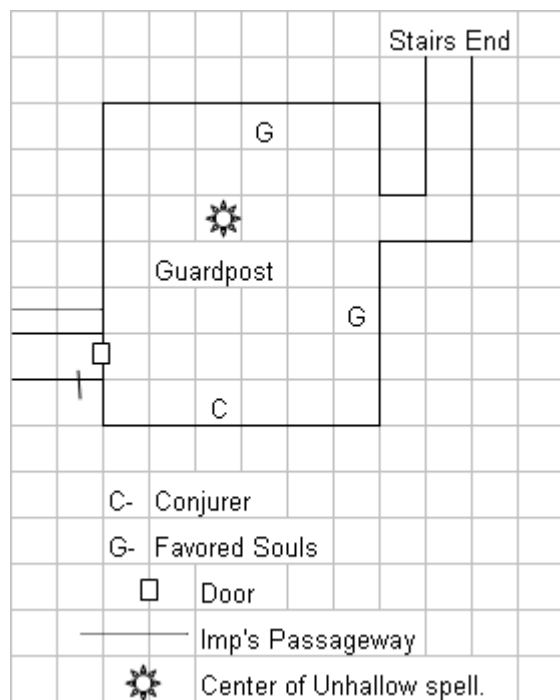 Stairs End
G
Guardpost
G
C
C- Conjurer
G- Favored Souls
Door
Imp's Passageway
Center of Unhallow spell.